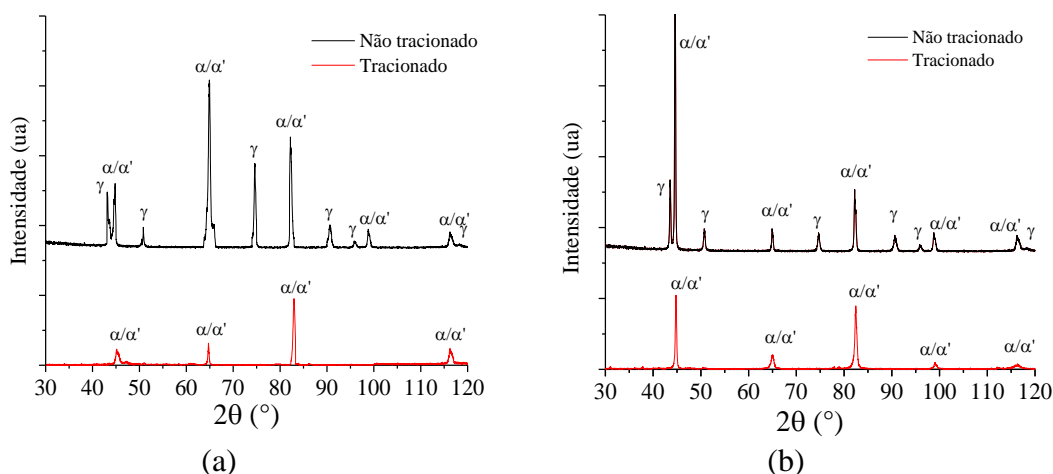 Não tracionado
Tracionado
α/α'
γ
α/α'
α/α'
γ
γ
γ
α/α'
α/α'
γ
γ
α/α'
α/α'
α/α'
α/α'
Intensidade (ua)
30 40 50 60 70 80 90 100 110 120
2θ (°)
(a)
Não tracionado
Tracionado
α/α'
α/α'
γ
γ
α/α'
γ
γ
α/α'
α/α'
γ
γ
α/α'
α/α'
α/α'
α/α'
α/α'
Intensidade (ua)
30 40 50 60 70 80 90 100 110 120
2θ (°)
(b)